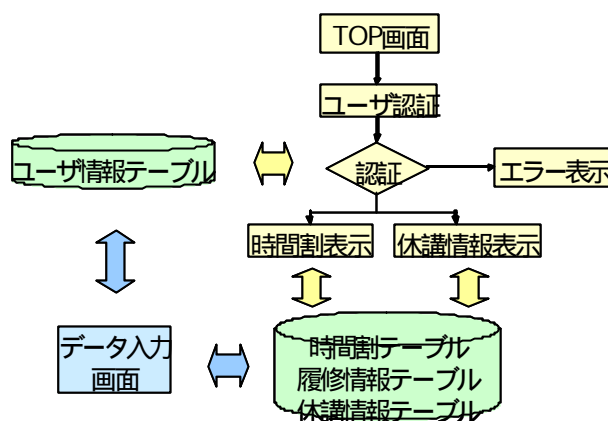 TOP画面
ユーザ認証
ユーザ情報テーブル
認証
エラー表示
時間割表示
休講情報表示
データ入力
画面
時間割テーブル
履修情報テーブル
休講情報テーブル